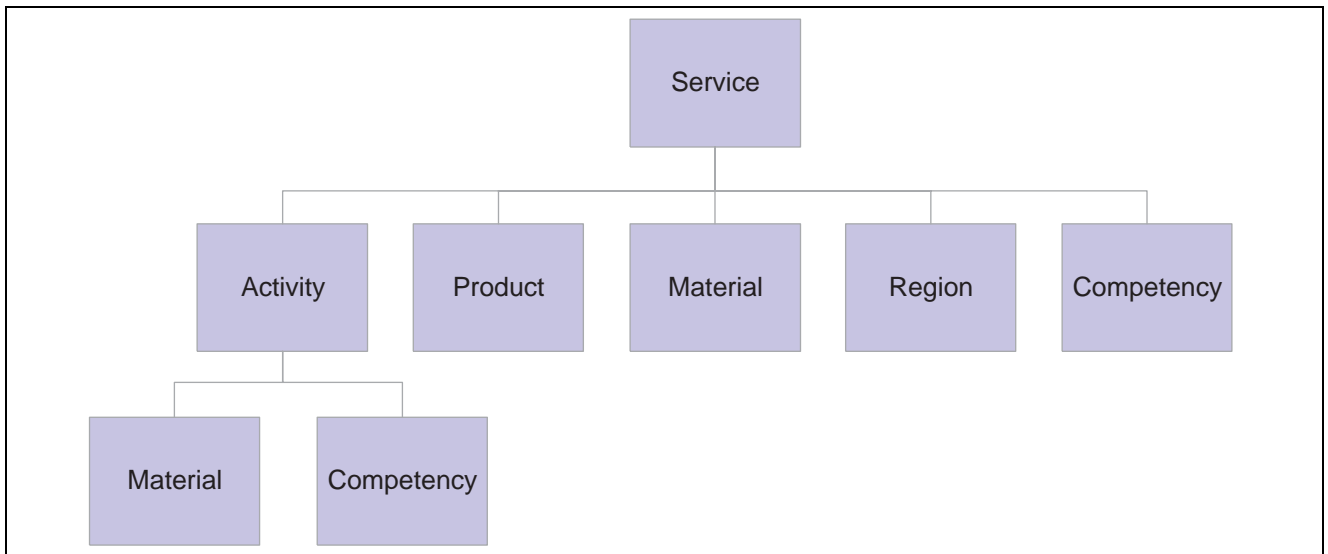 Service
Activity
Product
Material
Region
Competency
Material
Competency